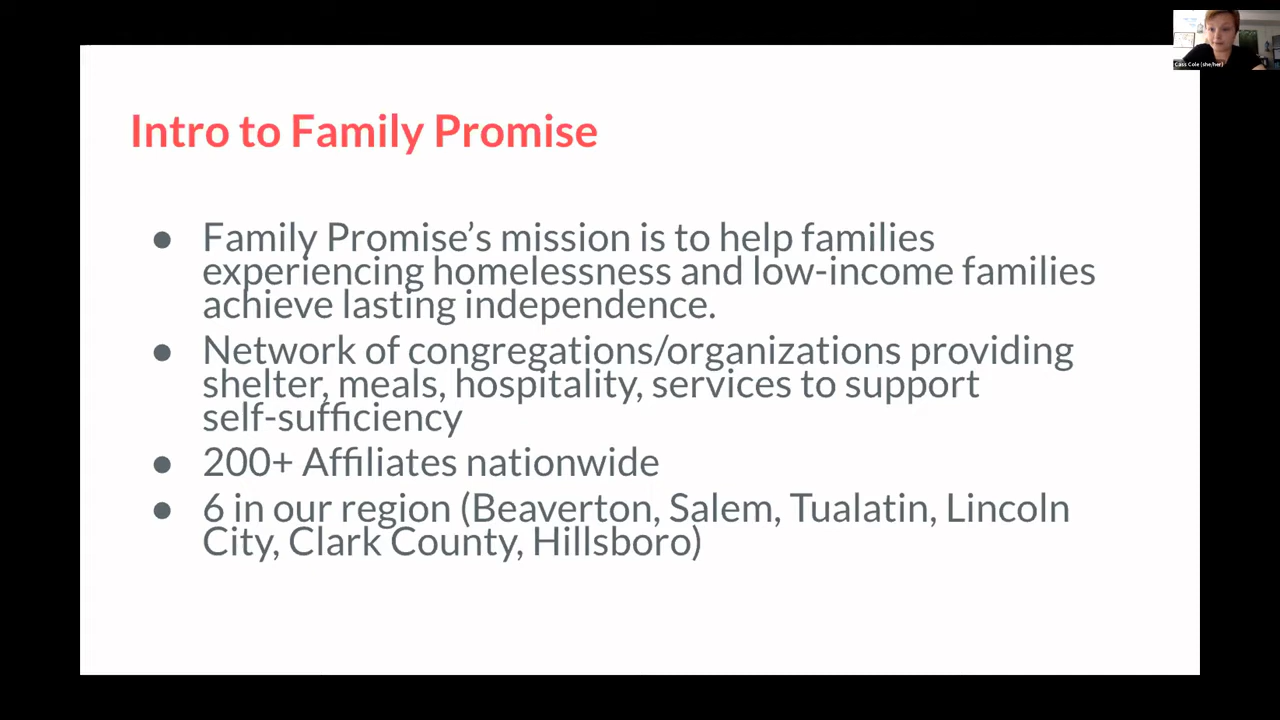 Intro to Family Promise
● Family Promise’s mission is to help families
experiencing homelessness and low-income families
achieve lasting independence.
● Network of congregations/organizations providing
shelter, meals, hospitality, services to support
self-sufficiency
● 200+ Affiliates nationwide
● 6 in our region (Beaverton, Salem, Tualatin, Lincoln
City, Clark County, Hillsboro)
Cass Cole (she/her)